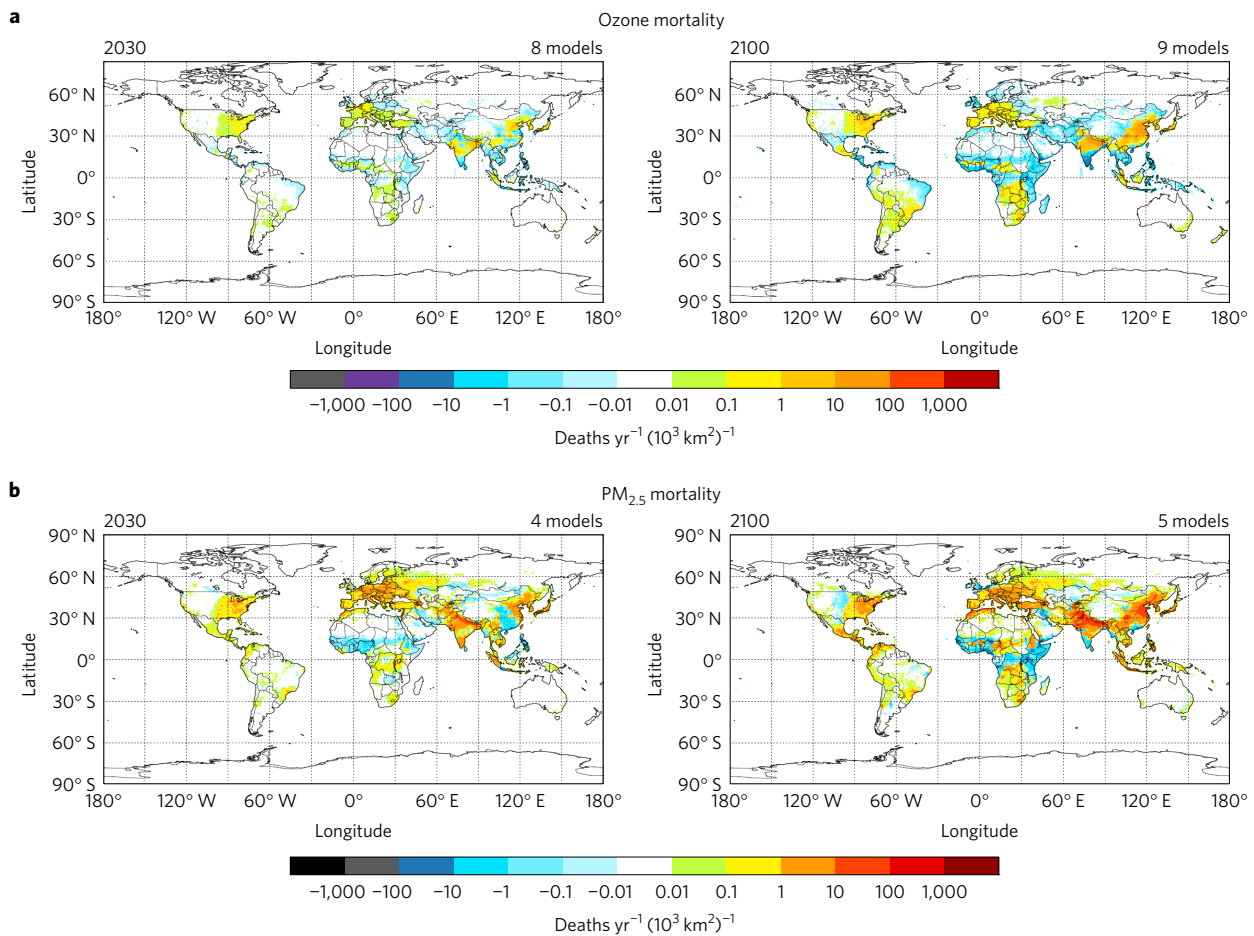 a
Ozone mortality
2030 8 models 2100 9 models
60° N 60° N
30° N 30° N
0° 0°
30° S 30° S
60° S 60° S
90° S 90° S
Latitude Latitude
180° 120° W 60° W 0° 60° E 120° E 180° 180° 120° W 60° W 0° 60° E 120° E 180°
Longitude Longitude
−1,000 −100 −10 −1 −0.1 −0.01 0.01 0.1 1 10 100 1,000
Deaths yr⁻¹ (10³ km²)⁻¹
b
PM₂.₅ mortality
2030 4 models 2100 5 models
90° N 90° N
60° N 60° N
30° N 30° N
0° 0°
30° S 30° S
60° S 60° S
90° S 90° S
Latitude Latitude
180° 120° W 60° W 0° 60° E 120° E 180° 180° 120° W 60° W 0° 60° E 120° E 180°
Longitude Longitude
−1,000 −100 −10 −1 −0.1 −0.01 0.01 0.1 1 10 100 1,000
Deaths yr⁻¹ (10³ km²)⁻¹